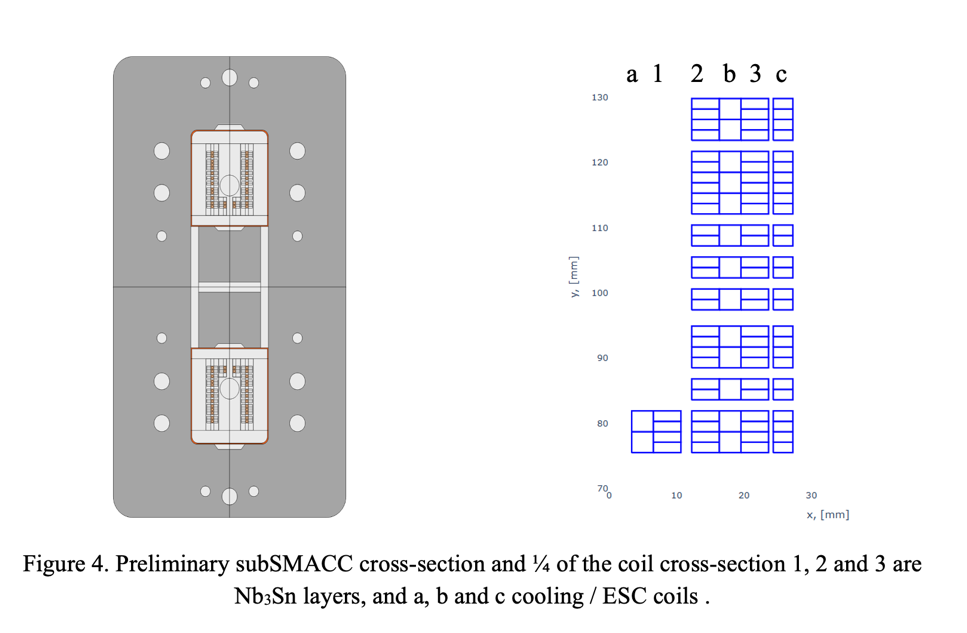 a 1 2 b 3 c
130
120
110
100
90
80
70
y, [mm]
0 10 20 30
x, [mm]
Figure 4. Preliminary subSMACC cross-section and ¼ of the coil cross-section 1, 2 and 3 are
Nb₃Sn layers, and a, b and c cooling / ESC coils .